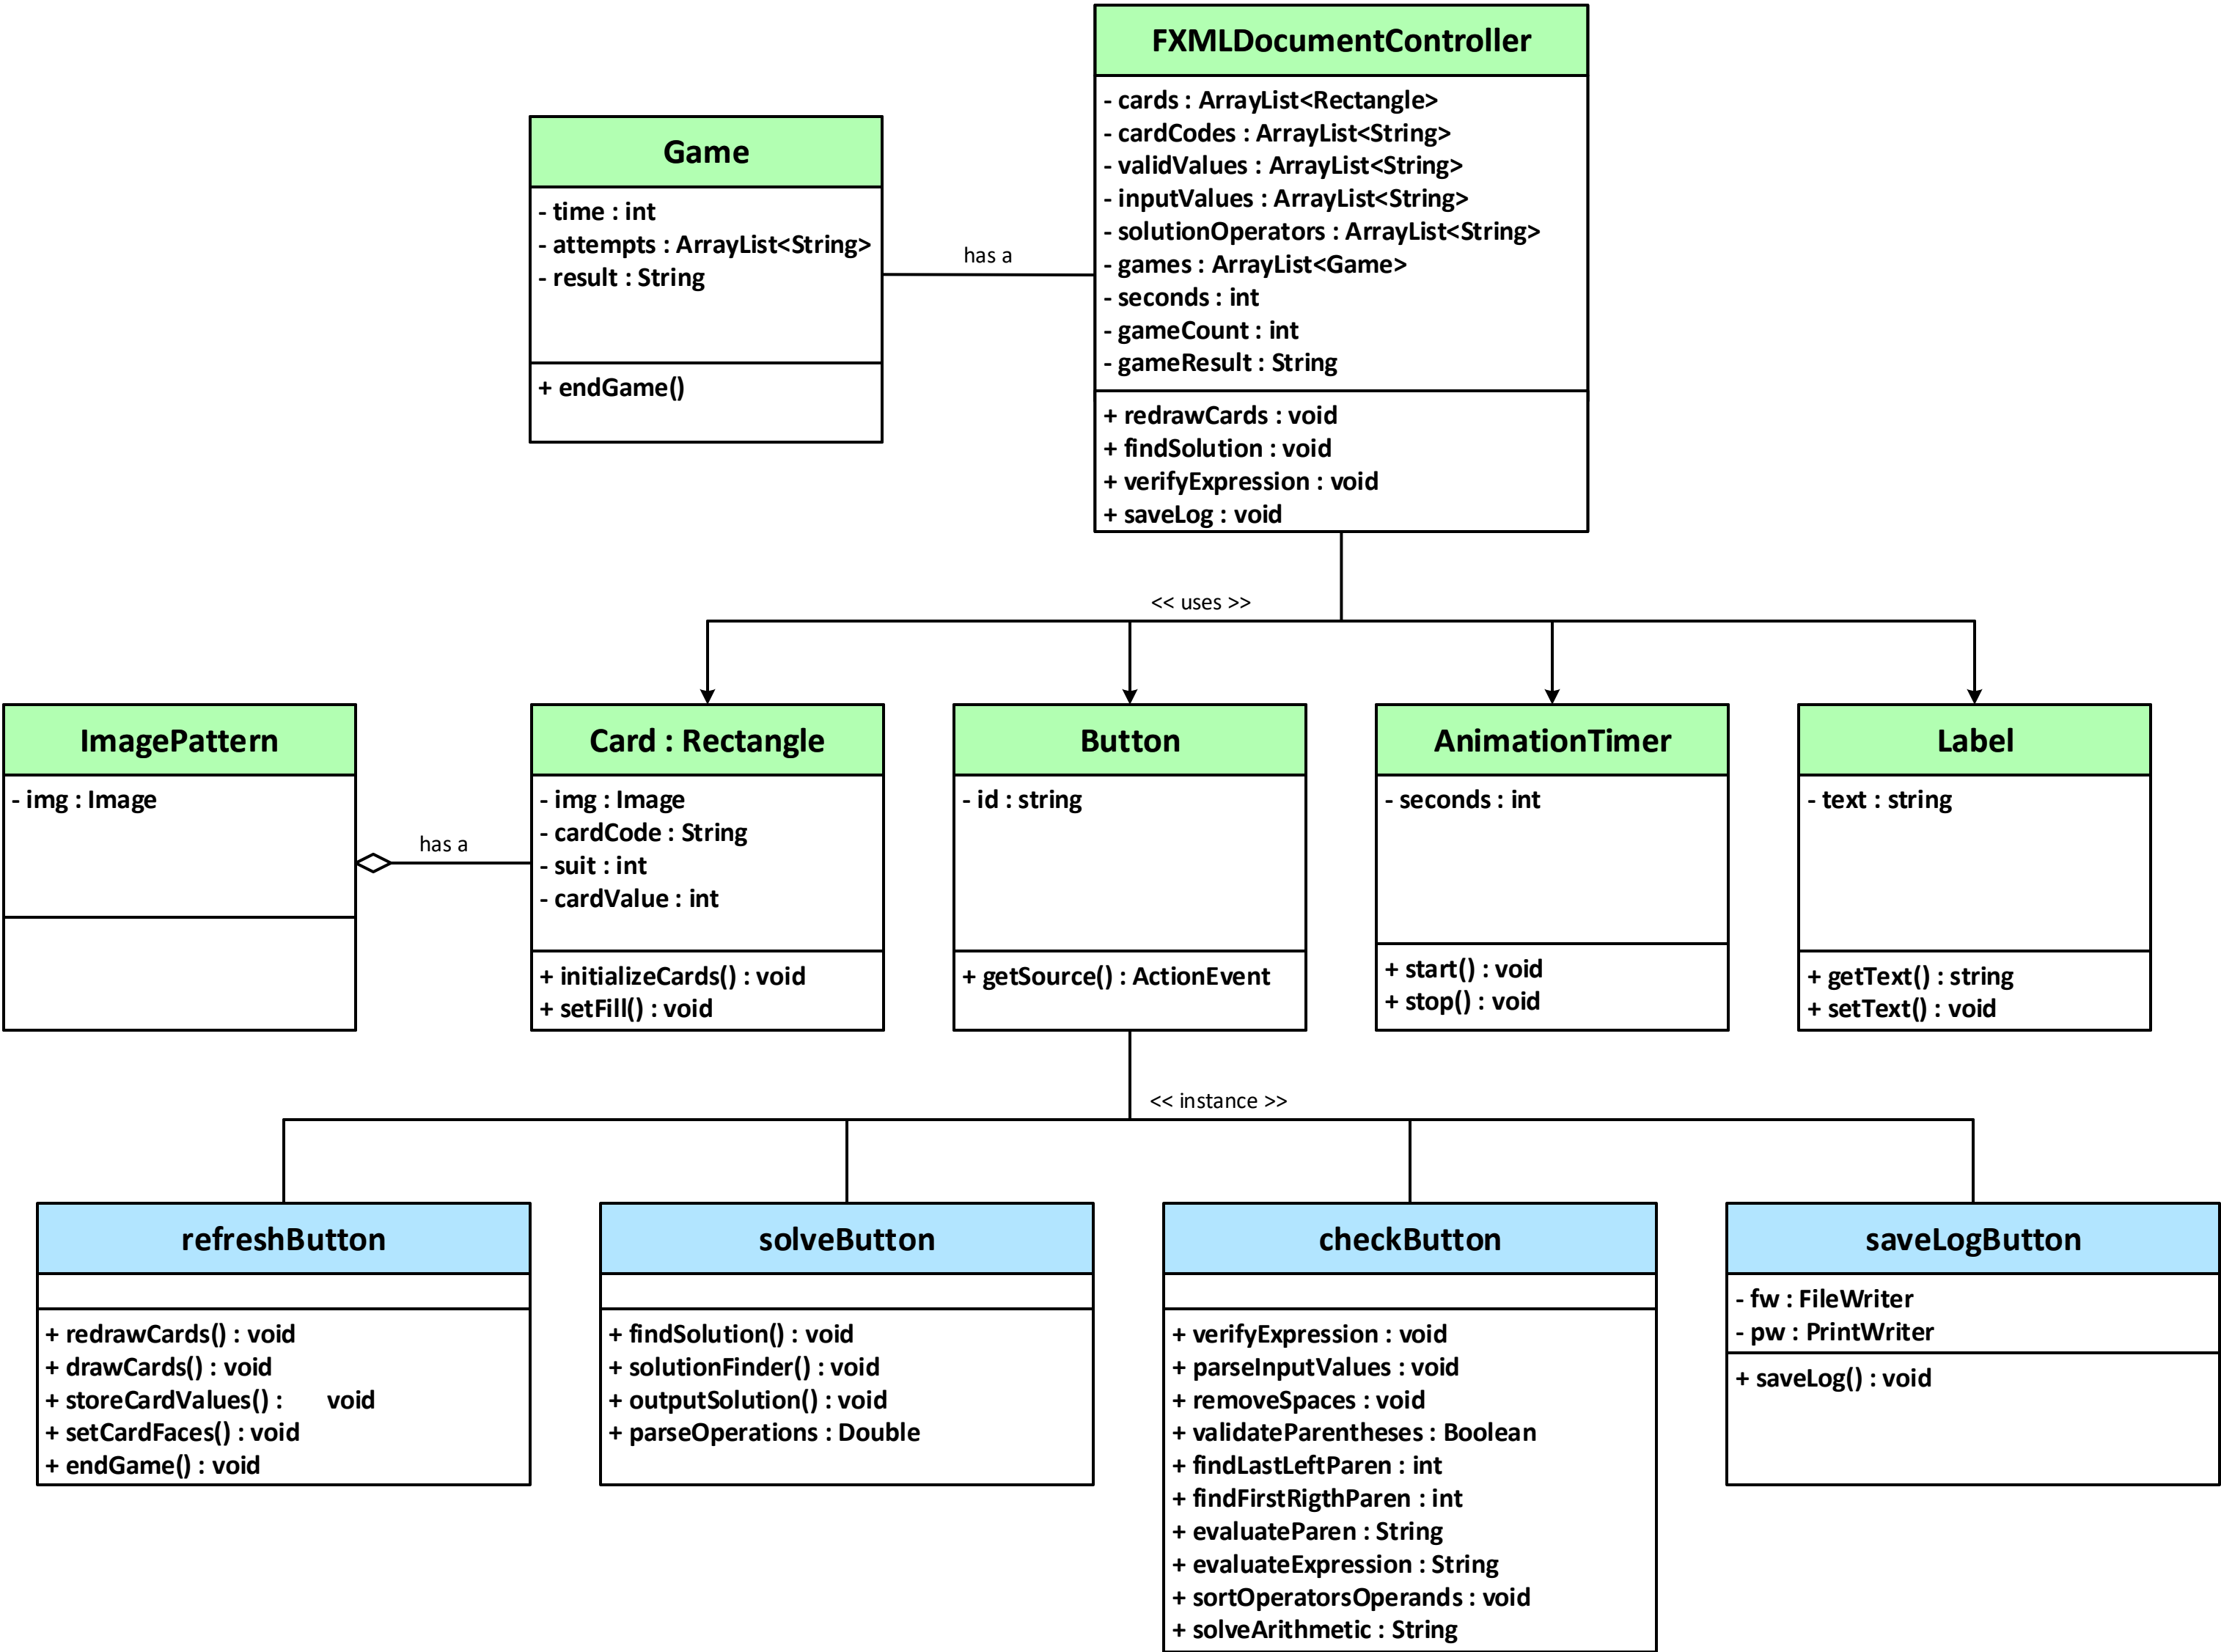 FXMLDocumentController
- cards : ArrayList<Rectangle>
- cardCodes : ArrayList<String>
- validValues : ArrayList<String>
- inputValues : ArrayList<String>
- solutionOperators : ArrayList<String>
- games : ArrayList<Game>
- seconds : int
- gameCount : int
- gameResult : String
+ redrawCards : void
+ findSolution : void
+ verifyExpression : void
+ saveLog : void
Game
- time : int
- attempts : ArrayList<String>
- result : String
+ endGame()
has a
<< uses >>
ImagePattern
- img : Image
has a
Card : Rectangle
- img : Image
- cardCode : String
- suit : int
- cardValue : int
+ initializeCards() : void
+ setFill() : void
Button
- id : string
+ getSource() : ActionEvent
AnimationTimer
- seconds : int
+ start() : void
+ stop() : void
Label
- text : string
+ getText() : string
+ setText() : void
<< instance >>
refreshButton
+ redrawCards() : void
+ drawCards() : void
+ storeCardValues() : void
+ setCardFaces() : void
+ endGame() : void
solveButton
+ findSolution() : void
+ solutionFinder() : void
+ outputSolution() : void
+ parseOperations : Double
checkButton
+ verifyExpression : void
+ parseInputValues : void
+ removeSpaces : void
+ validateParentheses : Boolean
+ findLastLeftParen : int
+ findFirstRigthParen : int
+ evaluateParen : String
+ evaluateExpression : String
+ sortOperatorsOperands : void
+ solveArithmetic : String
saveLogButton
- fw : FileWriter
- pw : PrintWriter
+ saveLog() : void